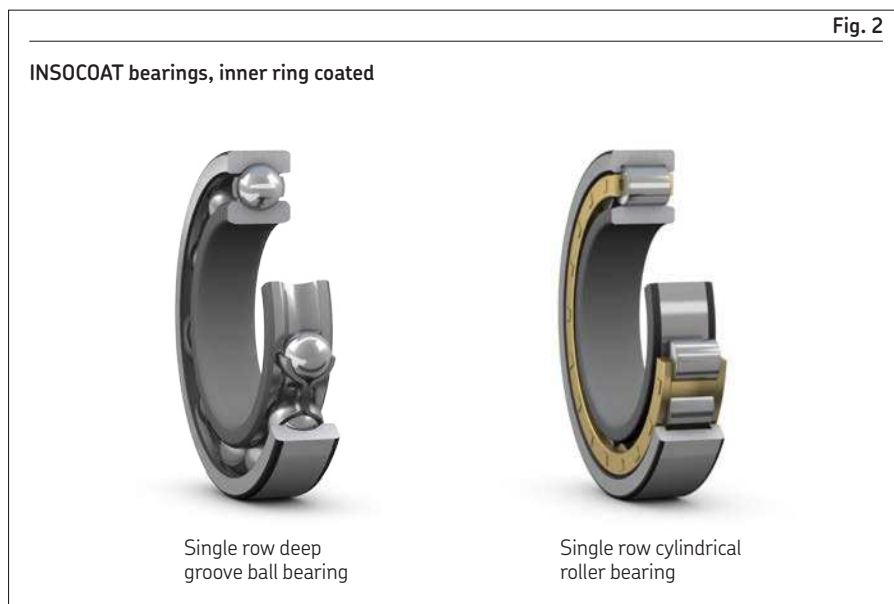 Fig. 2
INSOCOAT bearings, inner ring coated
Single row deep
groove ball bearing
Single row cylindrical
roller bearing